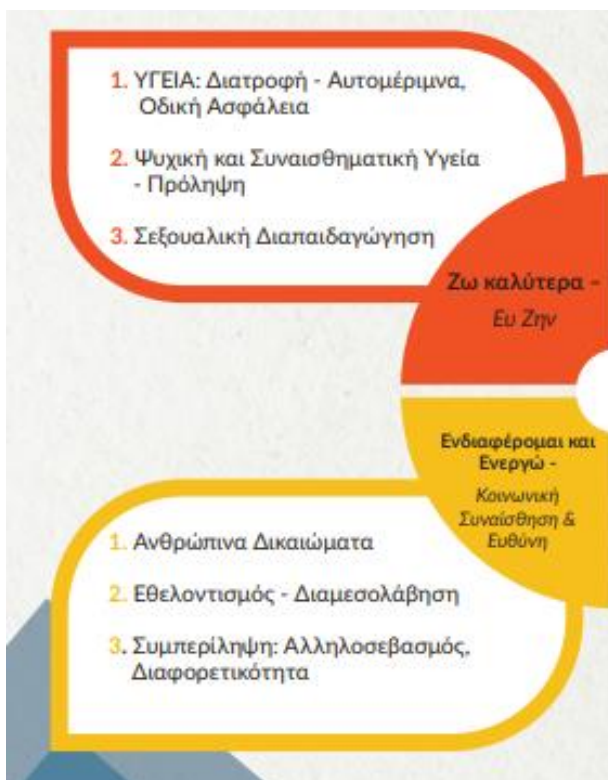 1. ΥΓΕΙΑ: Διατροφή - Αυτομέριμνα,
Οδική Ασφάλεια
2. Ψυχική και Συναισθηματική Υγεία
- Πρόληψη
3. Σεξουαλική Διαπαιδαγώγηση
Ζω καλύτερα -
Ευ Ζην
Ενδιαφέρομαι και
Ενεργώ -
Κοινωνική
Συναίσθηση &
Ευθύνη
1. Ανθρώπινα Δικαιώματα
2. Εθελοντισμός - Διαμεσολάβηση
3. Συμπερίληψη: Αλληλοσεβασμός,
Διαφορετικότητα